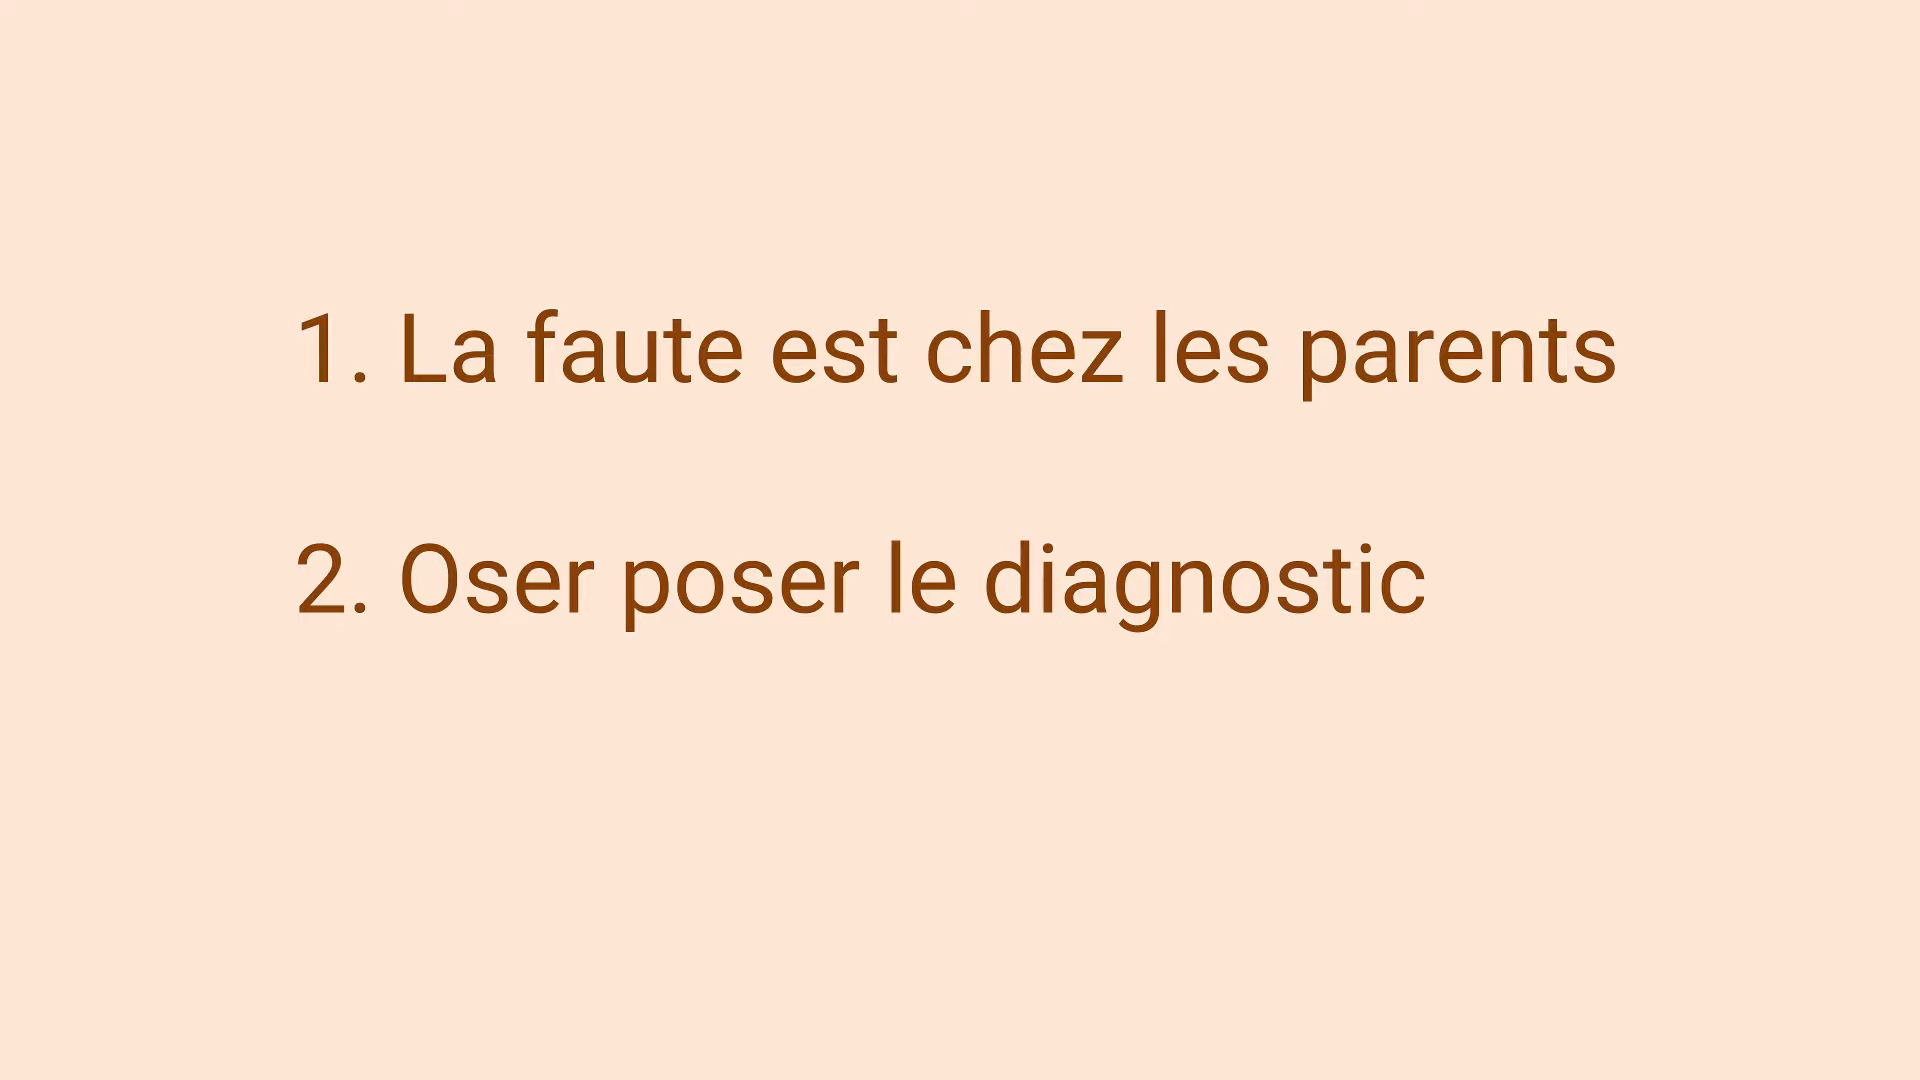 1. La faute est chez les parents
2. Oser poser le diagnostic